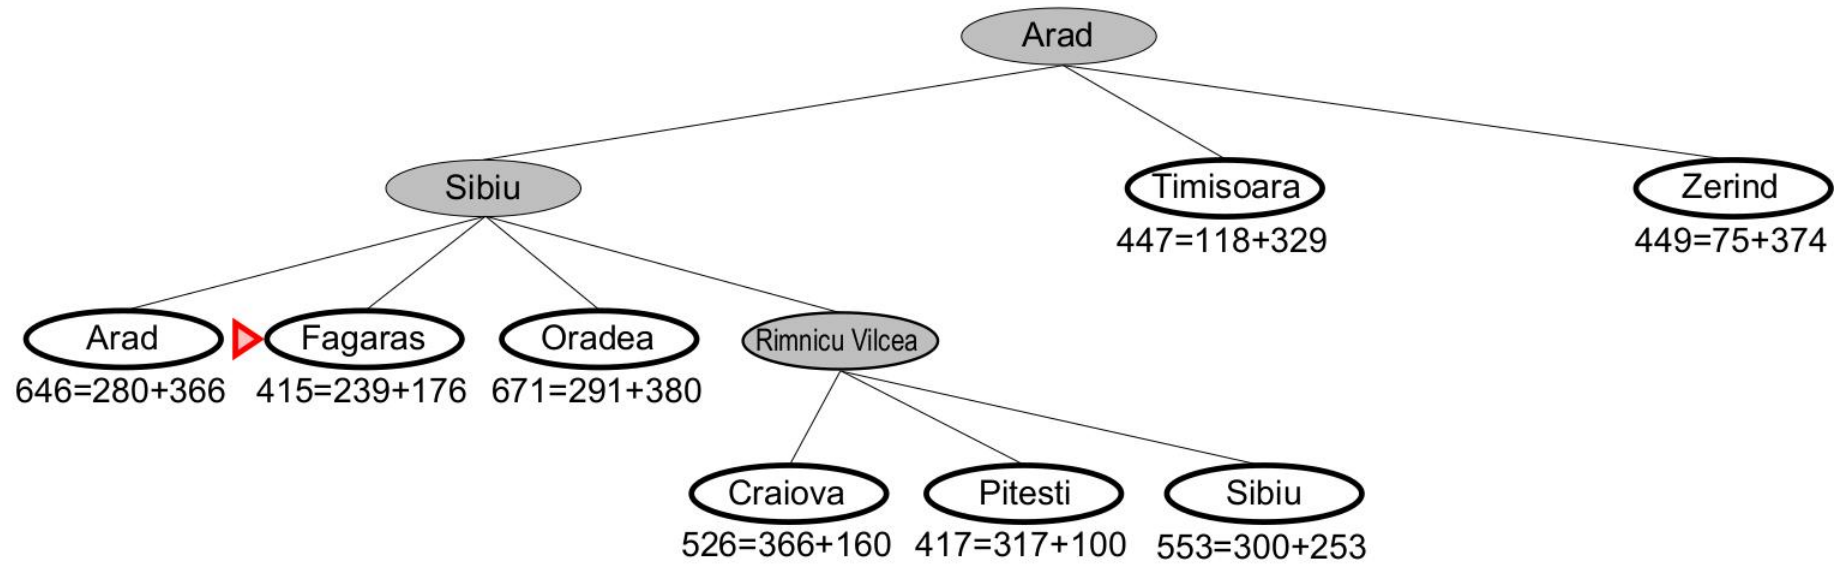 Arad
Sibiu
Timisoara
Zerind
447=118+329
449=75+374
Arad
Fagaras
Oradea
Rimnicu Vilcea
646=280+366
415=239+176
671=291+380
Craiova
Pitesti
Sibiu
526=366+160
417=317+100
553=300+253